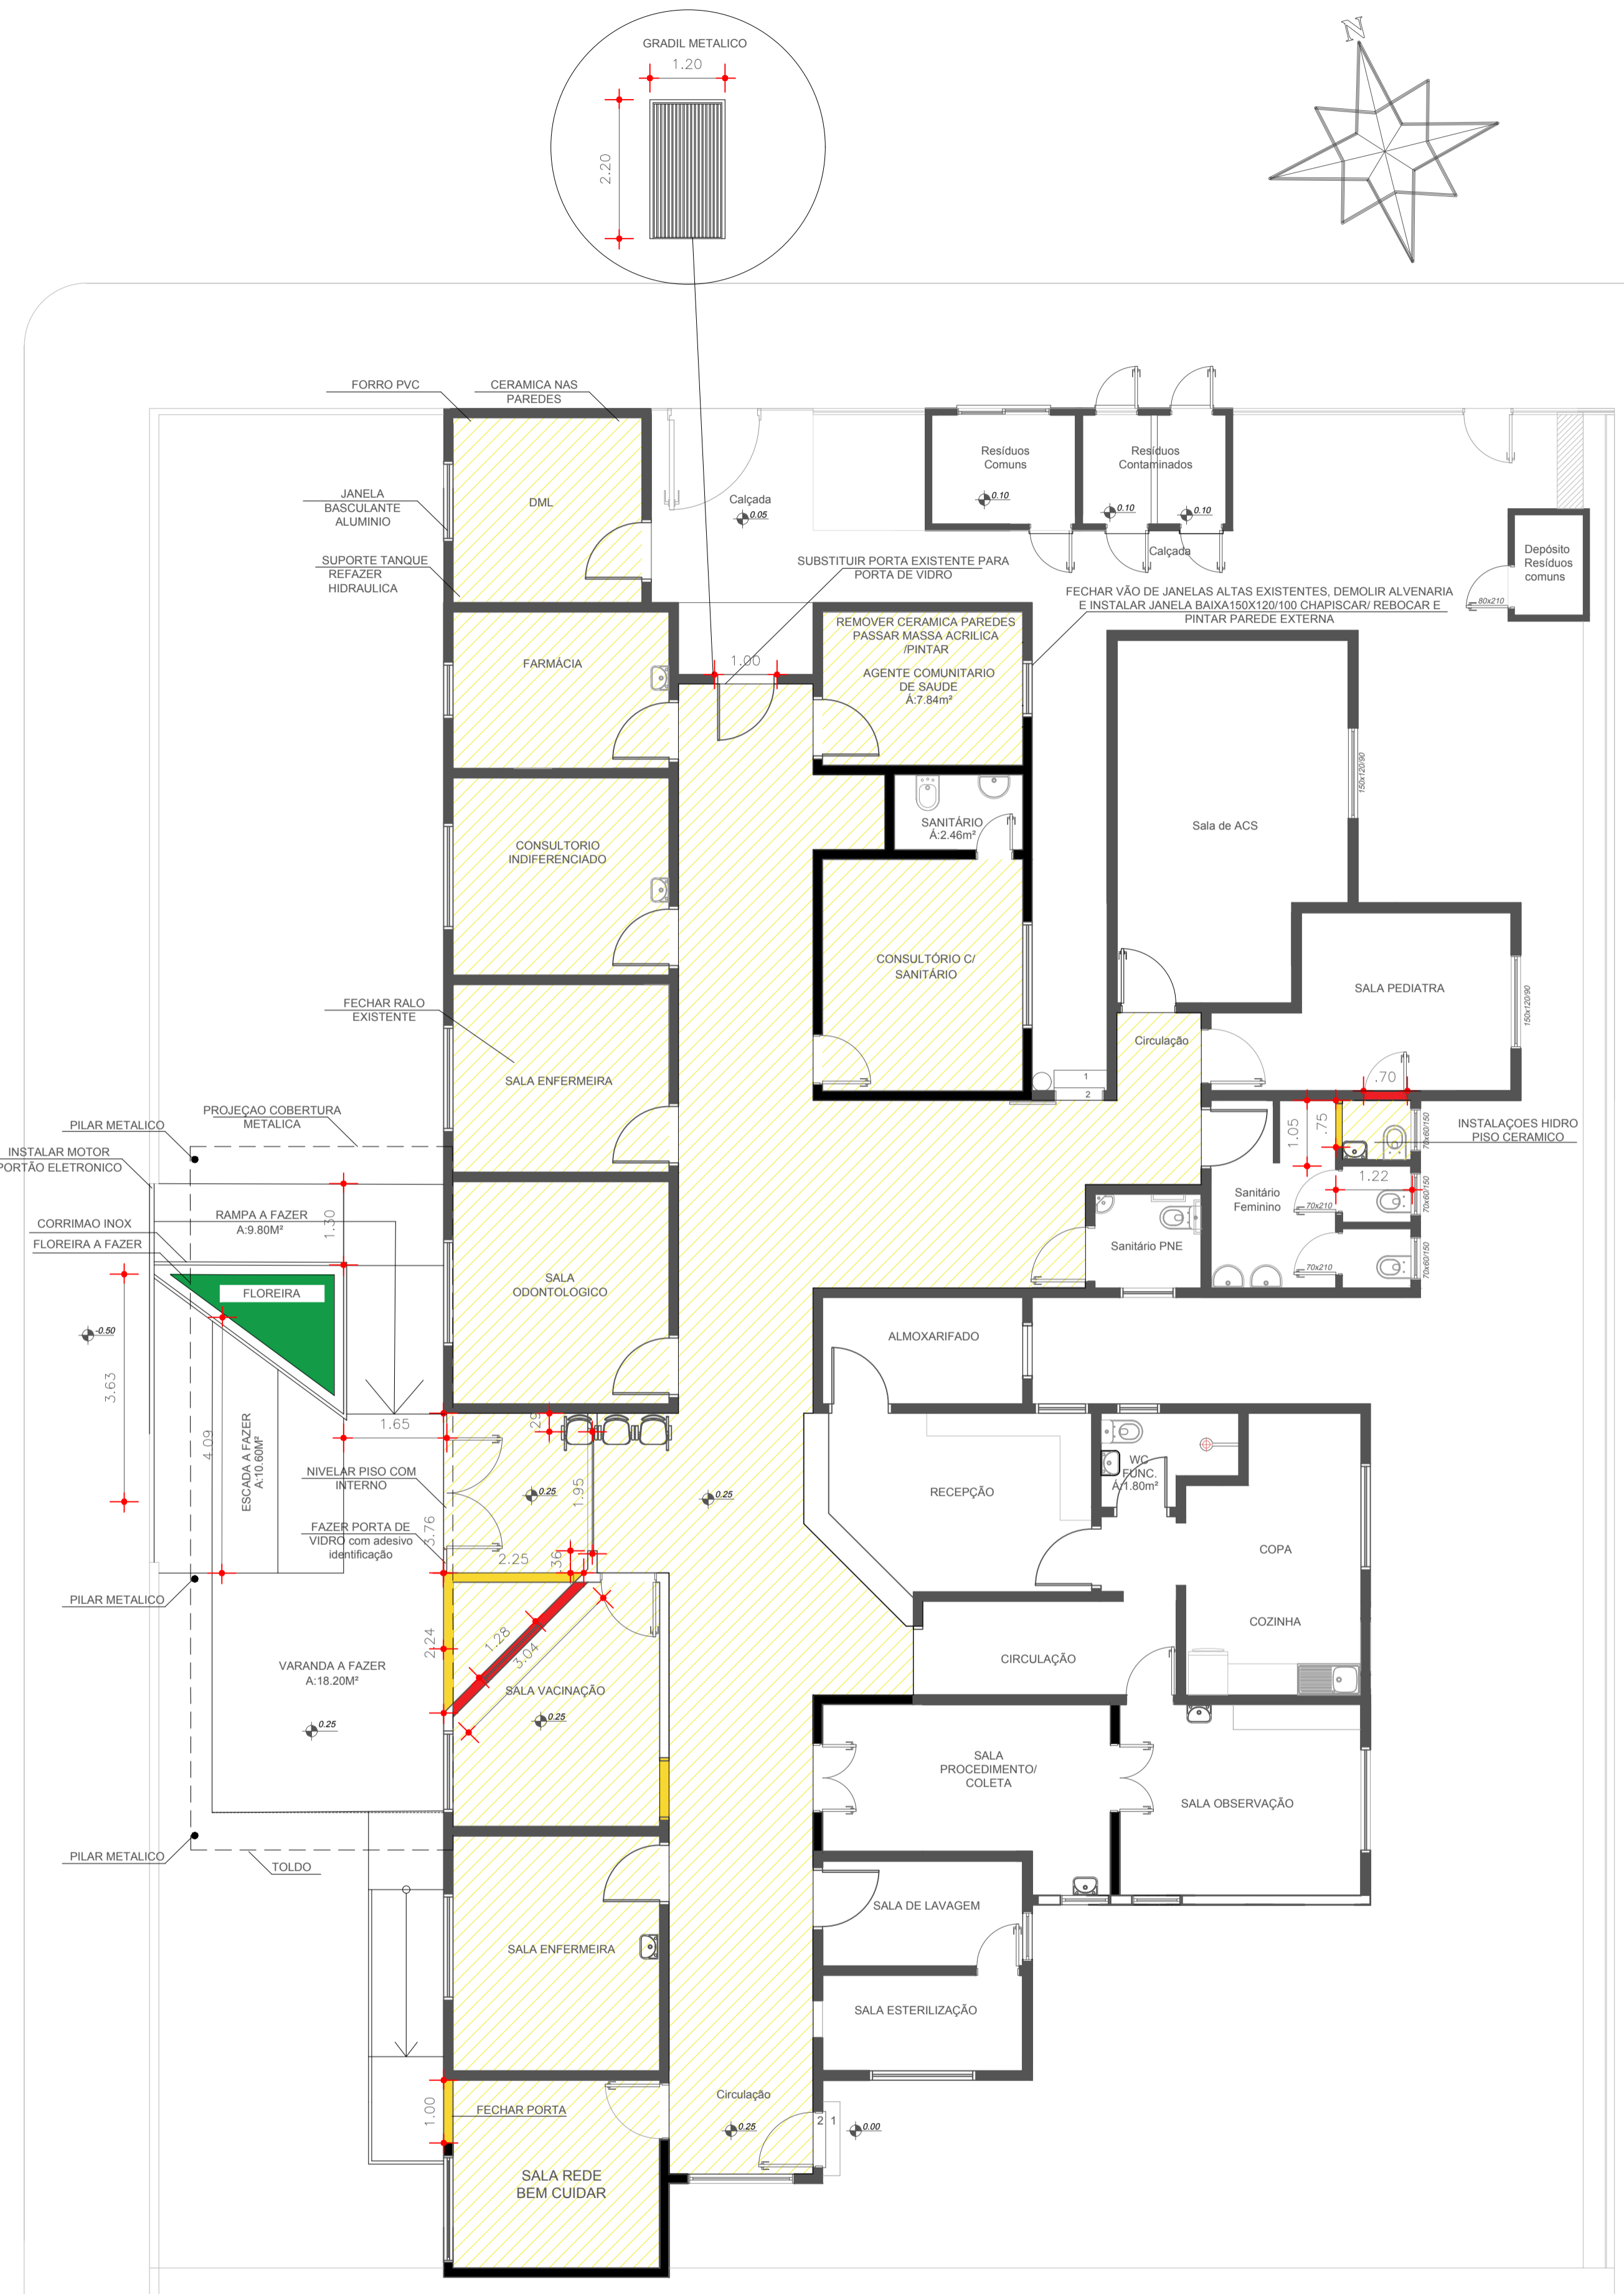 GRADIL METALICO
1.20
2.20
N
FORRO PVC
CERAMICA NAS
PAREDES
DML
JANELA
BASCULANTE
ALUMINIO
SUPORTE TANQUE
REFAZER
HIDRAULICA
Calçada
0.05
Resíduos
Comuns
0.10
Resíduos
Contaminados
0.10
0.10
Calçada
Depósito
Resíduos
comuns
80x210
SUBSTITUIR PORTA EXISTENTE PARA
PORTA DE VIDRO
FECHAR VÃO DE JANELAS ALTAS EXISTENTES, DEMOLIR ALVENARIA
E INSTALAR JANELA BAIXA150X120/100 CHAPISCAR/ REBOCAR E
PINTAR PAREDE EXTERNA
REMOVER CERAMICA PAREDES
PASSAR MASSA ACRILICA
/PINTAR
AGENTE COMUNITARIO
DE SAUDE
Á:7.84m²
1.00
FARMÁCIA
150x120/90
SANITÁRIO
Á:2.46m²
Sala de ACS
CONSULTORIO
INDIFERENCIADO
CONSULTÓRIO C/
SANITÁRIO
SALA PEDIATRA
150x120/90
FECHAR RALO
EXISTENTE
Circulação
SALA ENFERMEIRA
1
2
.70
PROJEÇAO COBERTURA
METALICA
PILAR METALICO
INSTALAR MOTOR
PORTÃO ELETRONICO
1.05
.75
70x60/150
INSTALAÇOES HIDRO
PISO CERAMICO
1.22
Sanitário
Feminino
70x210
70x60/150
RAMPA A FAZER
A:9.80M²
1.30
CORRIMAO INOX
FLOREIRA A FAZER
Sanitário PNE
70x210
70x60/150
FLOREIRA
SALA
ODONTOLOGICO
-0.50
ALMOXARIFADO
3.63
4.09
1.65
.29
ESCADA A FAZER
A:10.60M²
NIVELAR PISO COM
INTERNO
0.25
1.95
0.25
RECEPÇÃO
WC
FUNC.
Á:1.80m²
FAZER PORTA DE
VIDRO com adesivo
identificação
3.76
2.25
.36
COPA
PILAR METALICO
COZINHA
2.24
1.28
3.04
CIRCULAÇÃO
VARANDA A FAZER
A:18.20M²
0.25
SALA VACINAÇÃO
0.25
SALA
PROCEDIMENTO/
COLETA
SALA OBSERVAÇÃO
PILAR METALICO
TOLDO
SALA DE LAVAGEM
SALA ENFERMEIRA
SALA ESTERILIZAÇÃO
1.00
FECHAR PORTA
Circulação
0.25
2 1
0.00
SALA REDE
BEM CUIDAR